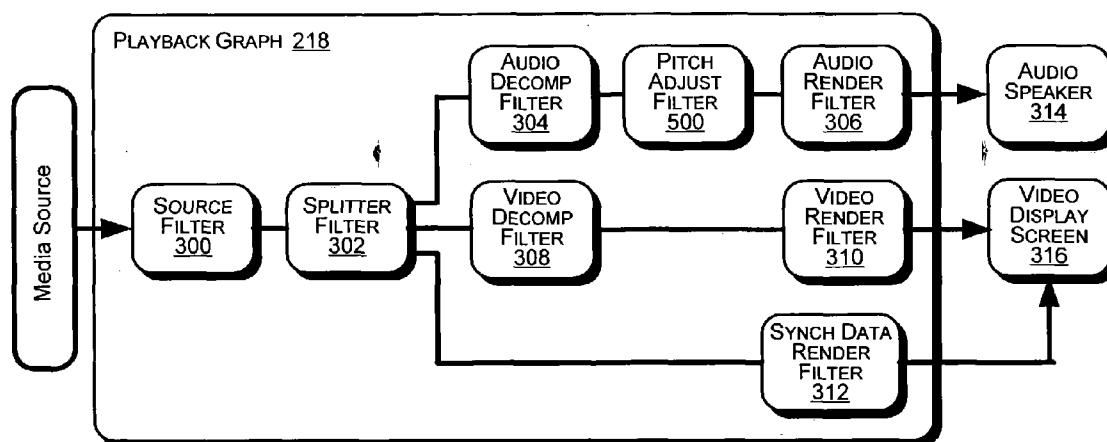 PLAYBACK GRAPH 218
Media Source
SOURCE
FILTER
300
SPLITTER
FILTER
302
AUDIO
DECOMP
FILTER
304
PITCH
ADJUST
FILTER
500
AUDIO
RENDER
FILTER
306
AUDIO
SPEAKER
314
VIDEO
DECOMP
FILTER
308
VIDEO
RENDER
FILTER
310
VIDEO
DISPLAY
SCREEN
316
SYNCH DATA
RENDER
FILTER
312